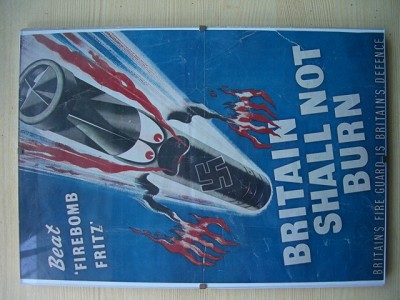 Beat
'FIREBOMB
FRITZ'
BRITAIN
SHALL NOT
BURN
BRITAIN'S FIRE GUARD IS BRITAIN'S DEFENCE